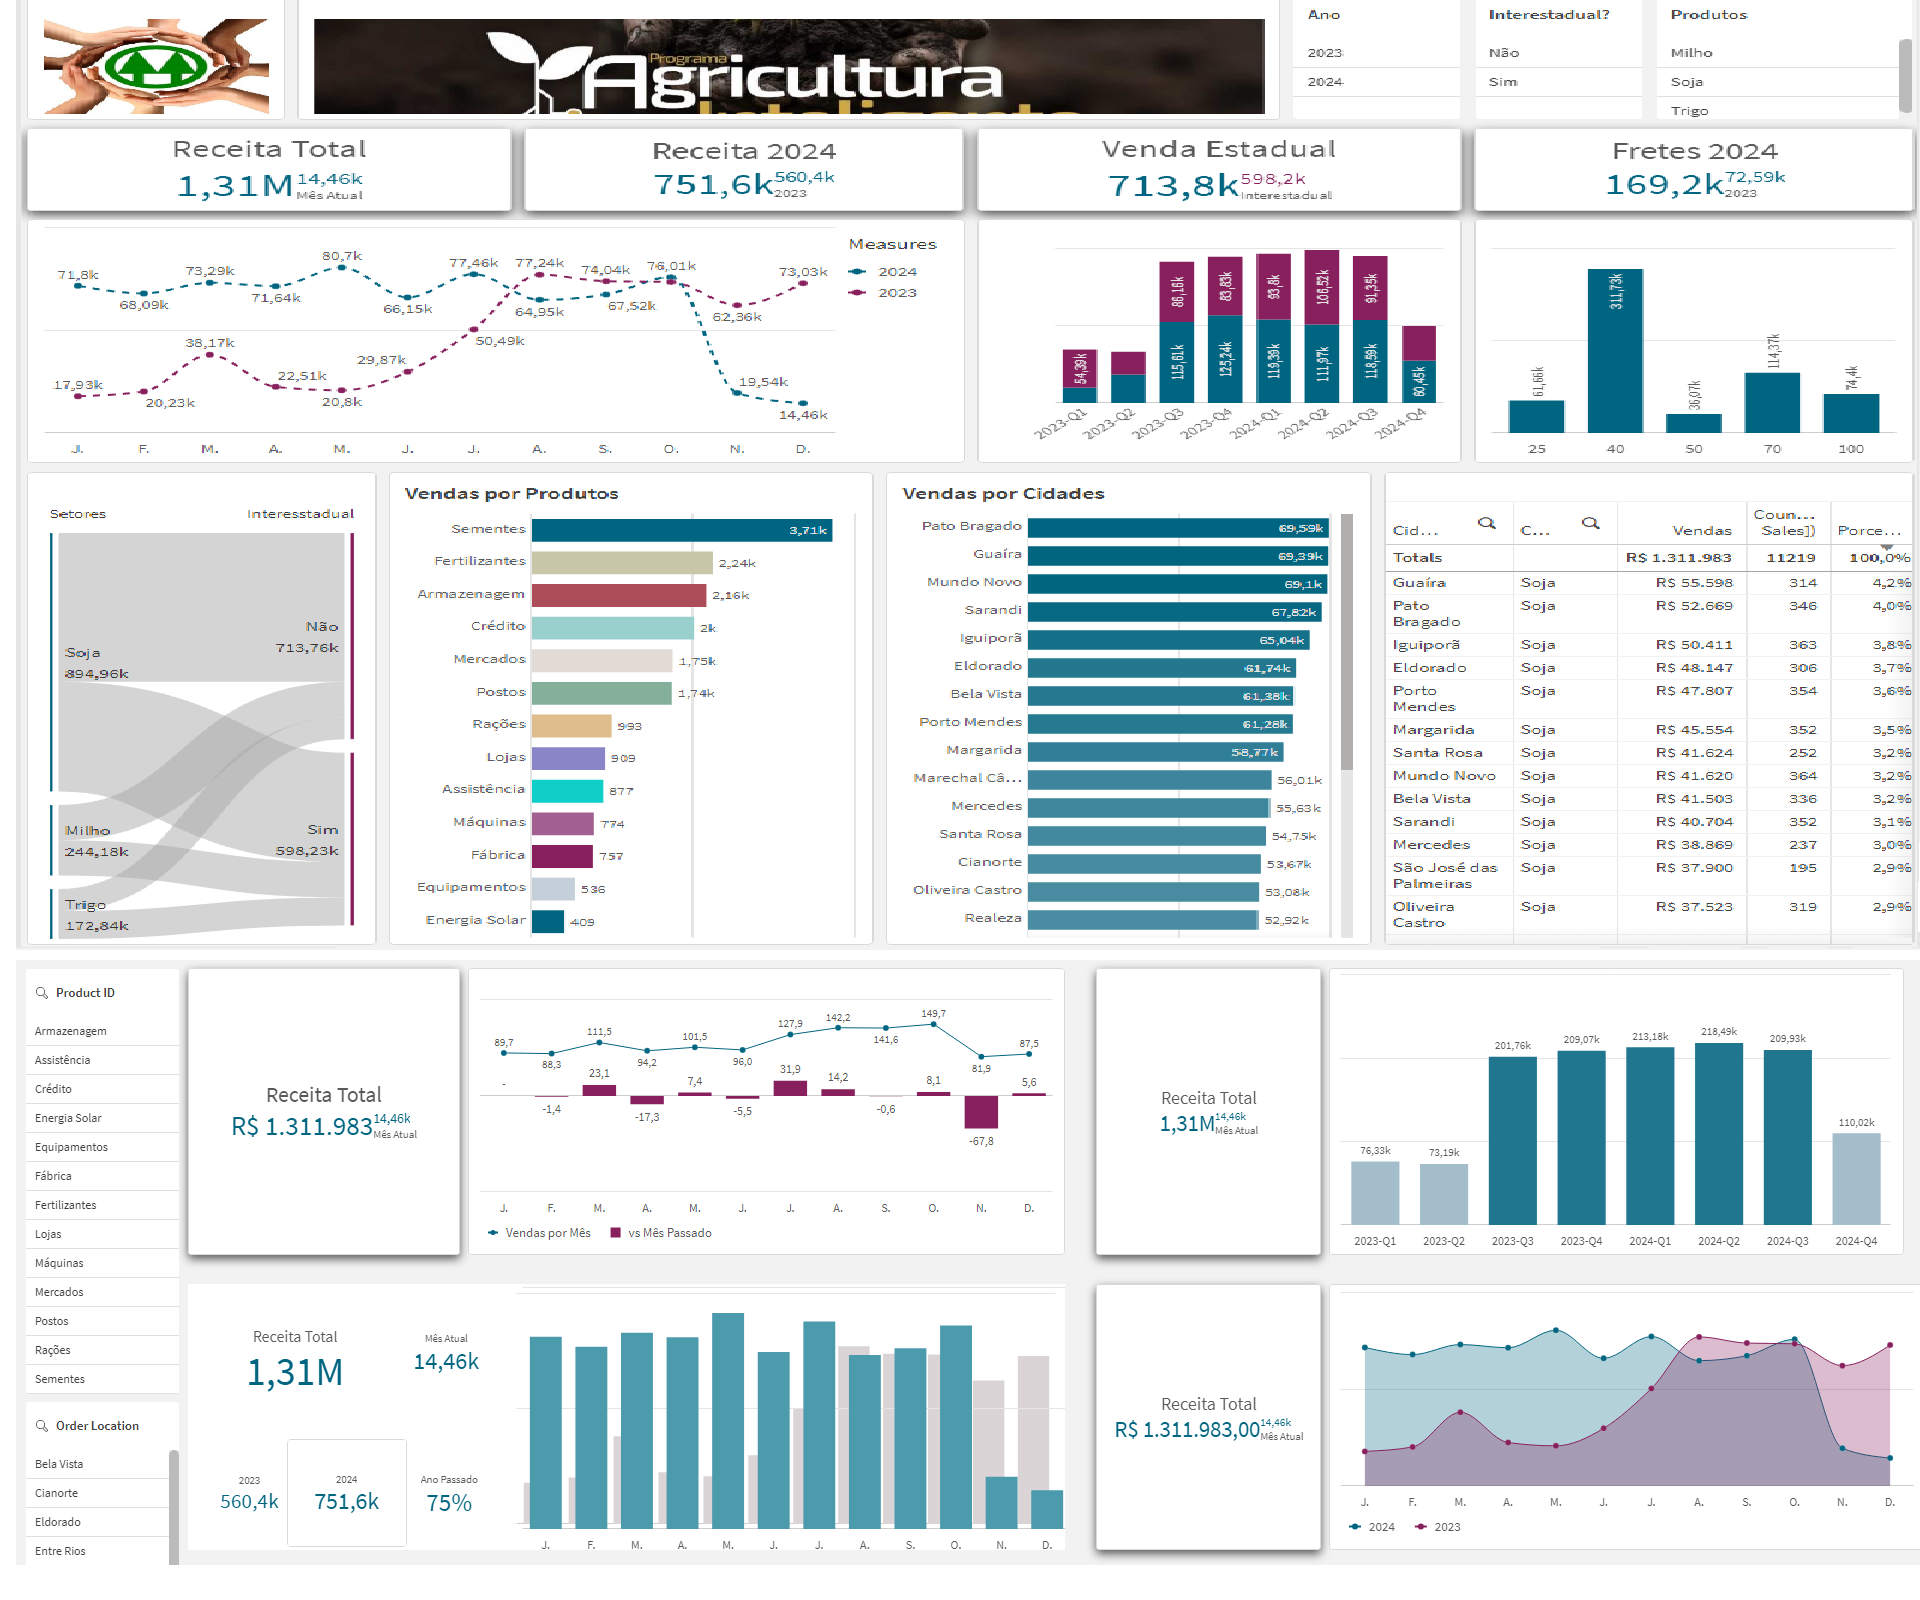 Programa
Agricultura
Ano
2023
2024
Interestadual?
Não
Sim
Produtos
Milho
Soja
Trigo
Receita Total
1,31M 14,46k
Mês Atual
Receita 2024
751,6k 560,4k
2023
Venda Estadual
713,8k 598,2k
Interestadual
Fretes 2024
169,2k 72,59k
2023
Measures
2024
2023
71,8k 68,09k 73,29k 71,64k 80,7k 66,15k 77,46k 64,95k 67,52k 76,01k 19,54k 14,46k
17,93k 20,23k 38,17k 22,51k 20,8k 29,87k 50,49k 77,24k 74,04k 62,36k 73,03k
J. F. M. A. M. J. J. A. S. O. N. D.
54,39k 86,16k 83,83k 93,8k 106,52k 91,35k
115,61k 125,24k 119,39k 111,97k 118,59k 60,45k
2023-Q1 2023-Q2 2023-Q3 2023-Q4 2024-Q1 2024-Q2 2024-Q3 2024-Q4
61,66k 311,73k 36,07k 114,37k 74,4k
25 40 50 70 100
Setores Interesstadual
Soja
894,96k
Milho
244,18k
Trigo
172,84k
Não
713,76k
Sim
598,23k
Vendas por Produtos
Sementes 3,71k
Fertilizantes 2,24k
Armazenagem 2,16k
Crédito 2k
Mercados 1,75k
Postos 1,74k
Rações 993
Lojas 909
Assistência 877
Máquinas 774
Fábrica 757
Equipamentos 536
Energia Solar 409
Vendas por Cidades
Pato Bragado 69,59k
Guaíra 69,39k
Mundo Novo 69,1k
Sarandi 67,82k
Iguiporã 65,04k
Eldorado 61,74k
Bela Vista 61,38k
Porto Mendes 61,28k
Margarida 58,77k
Marechal Câ... 56,01k
Mercedes 55,63k
Santa Rosa 54,75k
Cianorte 53,67k
Oliveira Castro 53,08k
Realeza 52,92k
Cid... C... Vendas Coun... Sales]) Porce...
Totals R$ 1.311.983 11219 100,0%
Guaíra Soja R$ 55.598 314 4,2%
Pato Bragado Soja R$ 52.669 346 4,0%
Iguiporã Soja R$ 50.411 363 3,8%
Eldorado Soja R$ 48.147 306 3,7%
Porto Mendes Soja R$ 47.807 354 3,6%
Margarida Soja R$ 45.554 352 3,5%
Santa Rosa Soja R$ 41.624 252 3,2%
Mundo Novo Soja R$ 41.620 364 3,2%
Bela Vista Soja R$ 41.503 336 3,2%
Sarandi Soja R$ 40.704 352 3,1%
Mercedes Soja R$ 38.869 237 3,0%
São José das Palmeiras Soja R$ 37.900 195 2,9%
Oliveira Castro Soja R$ 37.523 319 2,9%
Product ID
Armazenagem
Assistência
Crédito
Energia Solar
Equipamentos
Fábrica
Fertilizantes
Lojas
Máquinas
Mercados
Postos
Rações
Sementes
Order Location
Bela Vista
Cianorte
Eldorado
Entre Rios
Receita Total
R$ 1.311.983 14,46k
Mês Atual
89,7 88,3 111,5 94,2 101,5 96,0 127,9 142,2 141,6 149,7 81,9 87,5
- -1,4 23,1 -17,3 7,4 -5,5 31,9 14,2 -0,6 8,1 -67,8 5,6
J. F. M. A. M. J. J. A. S. O. N. D.
Vendas por Mês vs Mês Passado
Receita Total
1,31M 14,46k
Mês Atual
76,33k 73,19k 201,76k 209,07k 213,18k 218,49k 209,93k 110,02k
2023-Q1 2023-Q2 2023-Q3 2023-Q4 2024-Q1 2024-Q2 2024-Q3 2024-Q4
Receita Total
1,31M
Mês Atual
14,46k
2023
560,4k
2024
751,6k
Ano Passado
75%
J. F. M. A. M. J. J. A. S. O. N. D.
Receita Total
R$ 1.311.983,00 14,46k
Mês Atual
J. F. M. A. M. J. J. A. S. O. N. D.
2024 2023